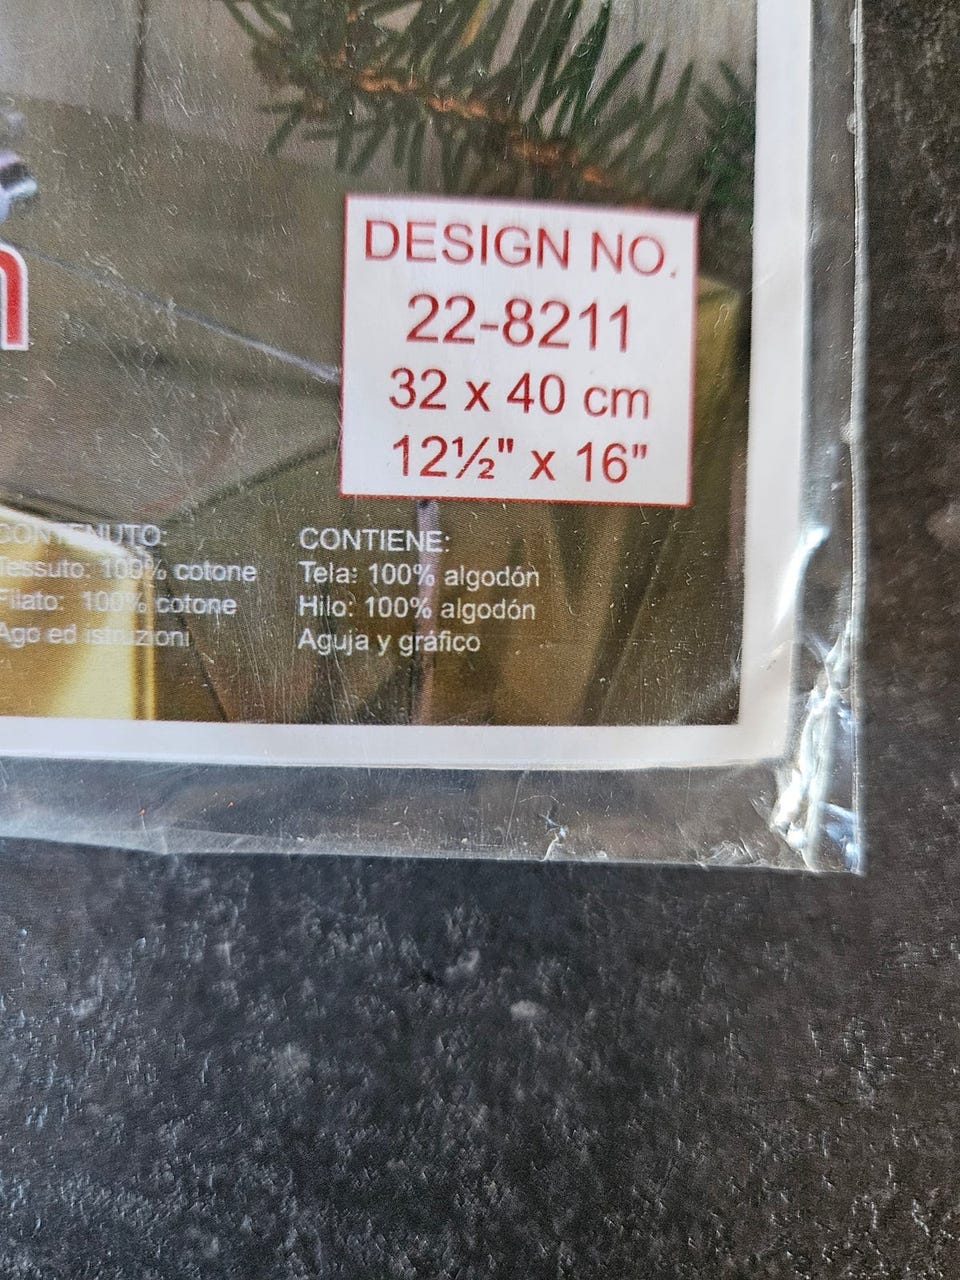 DESIGN NO.
22-8211
32 x 40 cm
12½" x 16"
CONTENUTO:
Tessuto: 100% cotone
Filato: 100% cotone
Ago ed istruzioni
CONTIENE:
Tela: 100% algodón
Hilo: 100% algodón
Aguja y gráfico